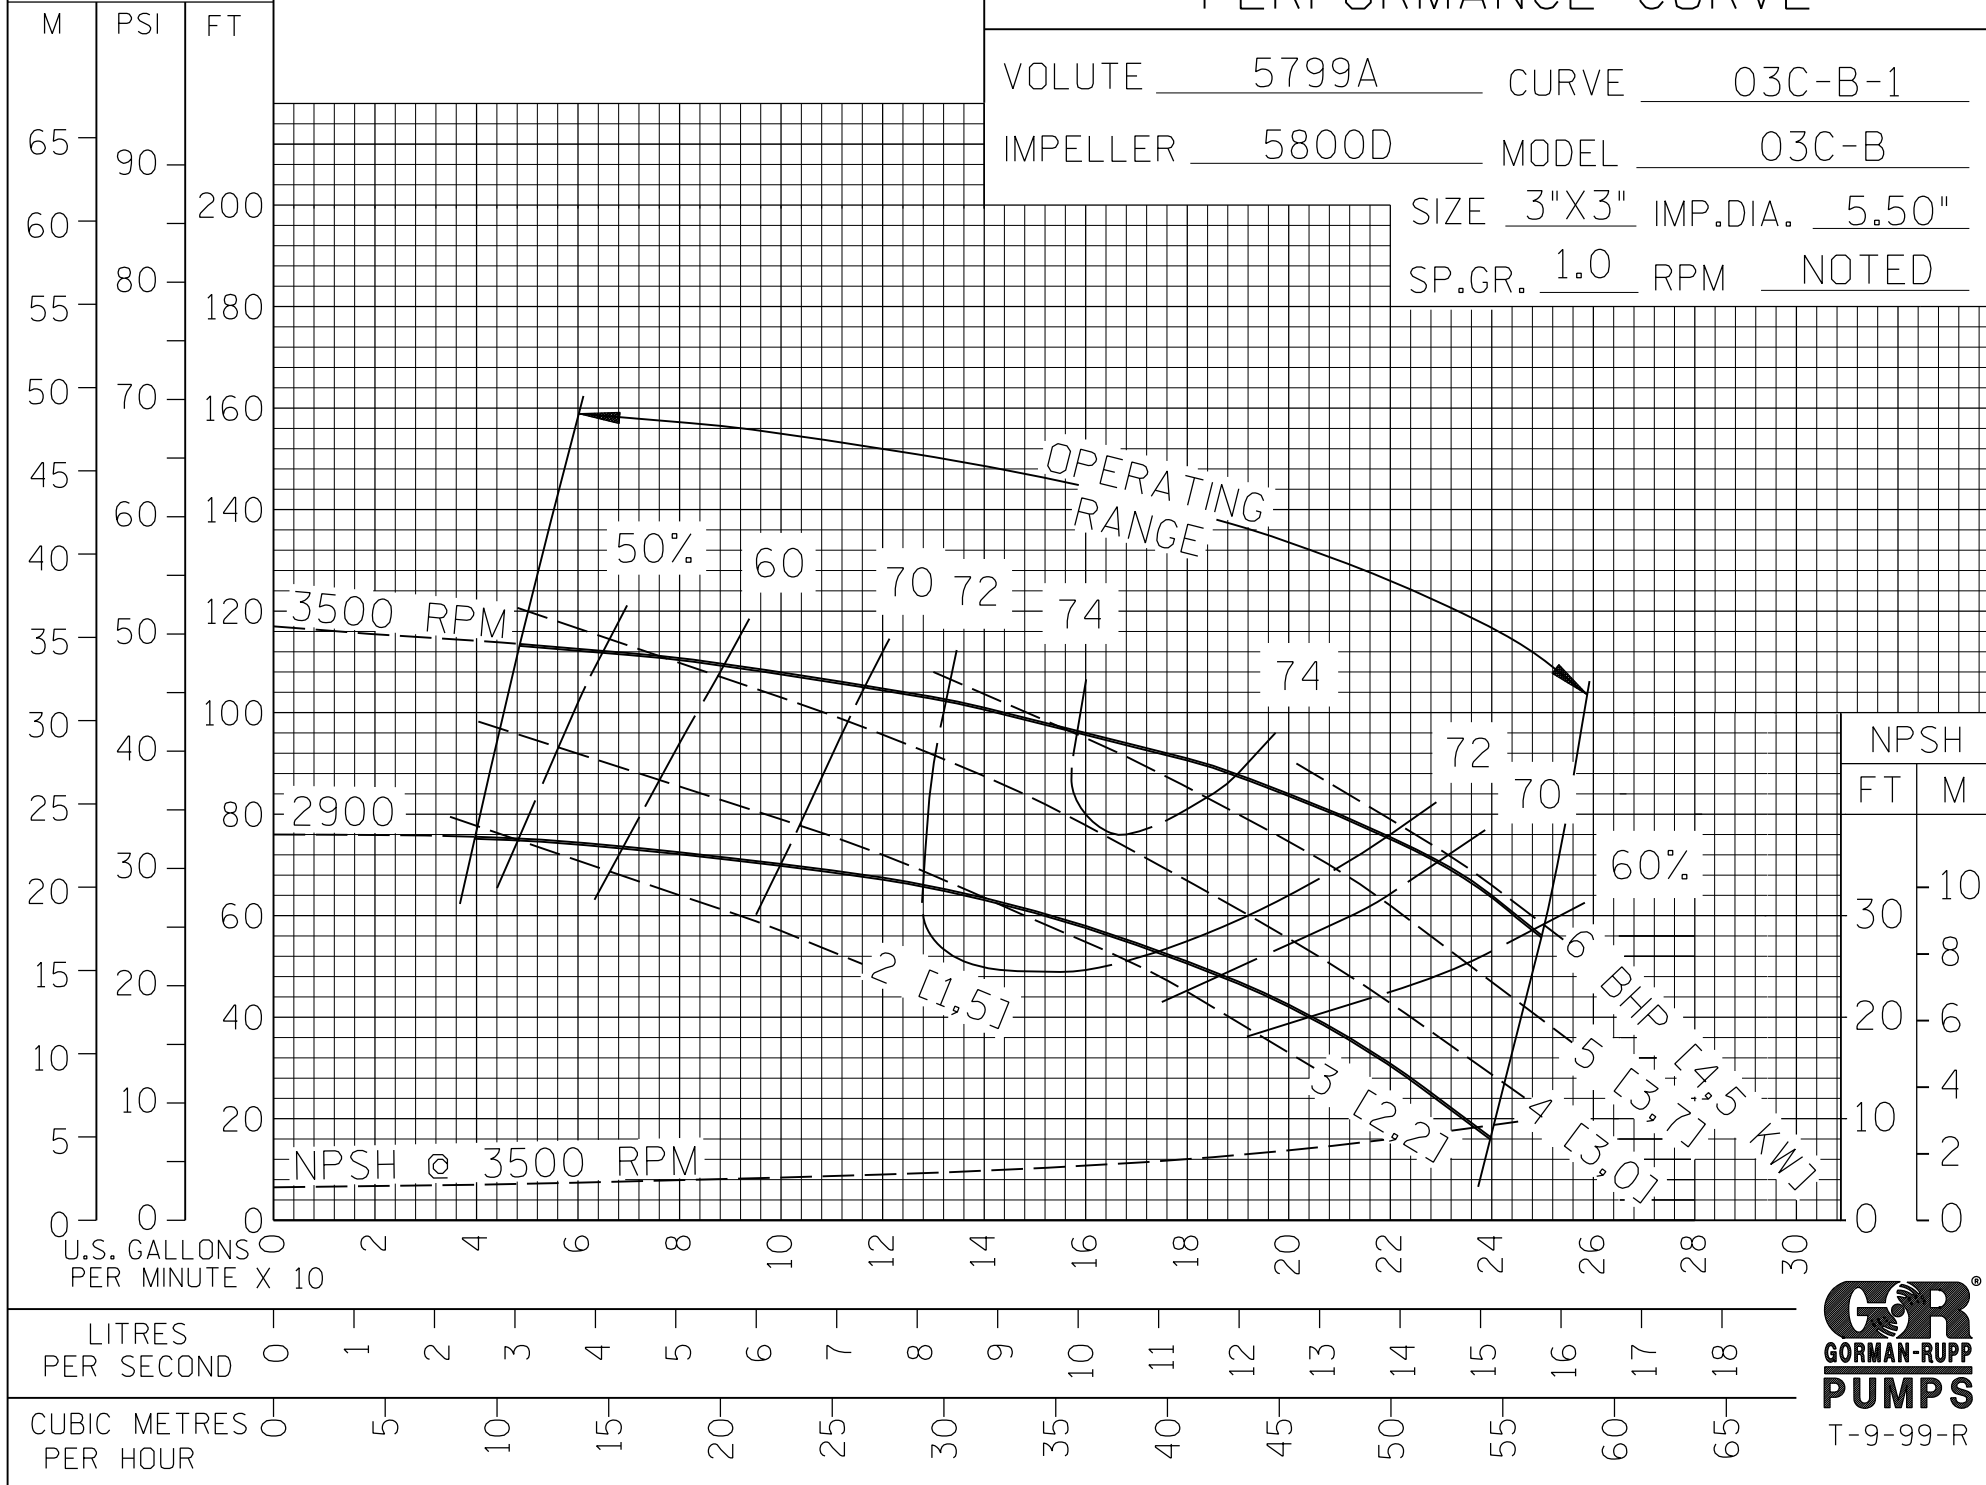 PERFORMANCE CURVE
M PSI FT
VOLUTE 5799A CURVE 03C-B-1
IMPELLER 5800D MODEL 03C-B
SIZE 3"X3" IMP.DIA. 5.50"
SP.GR. 1.0 RPM NOTED
65
60
55
50
45
40
35
30
25
20
15
10
5
0
90
80
70
60
50
40
30
20
10
0
200
180
160
140
120
100
80
60
40
20
0
OPERATING
RANGE
50%
60
70
72
74
74
72
70
60%
3500 RPM
2900
2 [1,5]
3 [2,2]
4 [3,0]
5 [3,7]
6 BHP [4,5 KW]
NPSH @ 3500 RPM
NPSH
FT M
30
20
10
0
10
8
6
4
2
0
U.S. GALLONS
PER MINUTE X 10
0 2 4 6 8 10 12 14 16 18 20 22 24 26 28 30
LITRES
PER SECOND
0 1 2 3 4 5 6 7 8 9 10 11 12 13 14 15 16 17 18
CUBIC METRES
PER HOUR
0 5 10 15 20 25 30 35 40 45 50 55 60 65
GR®
GORMAN-RUPP
PUMPS
T-9-99-R